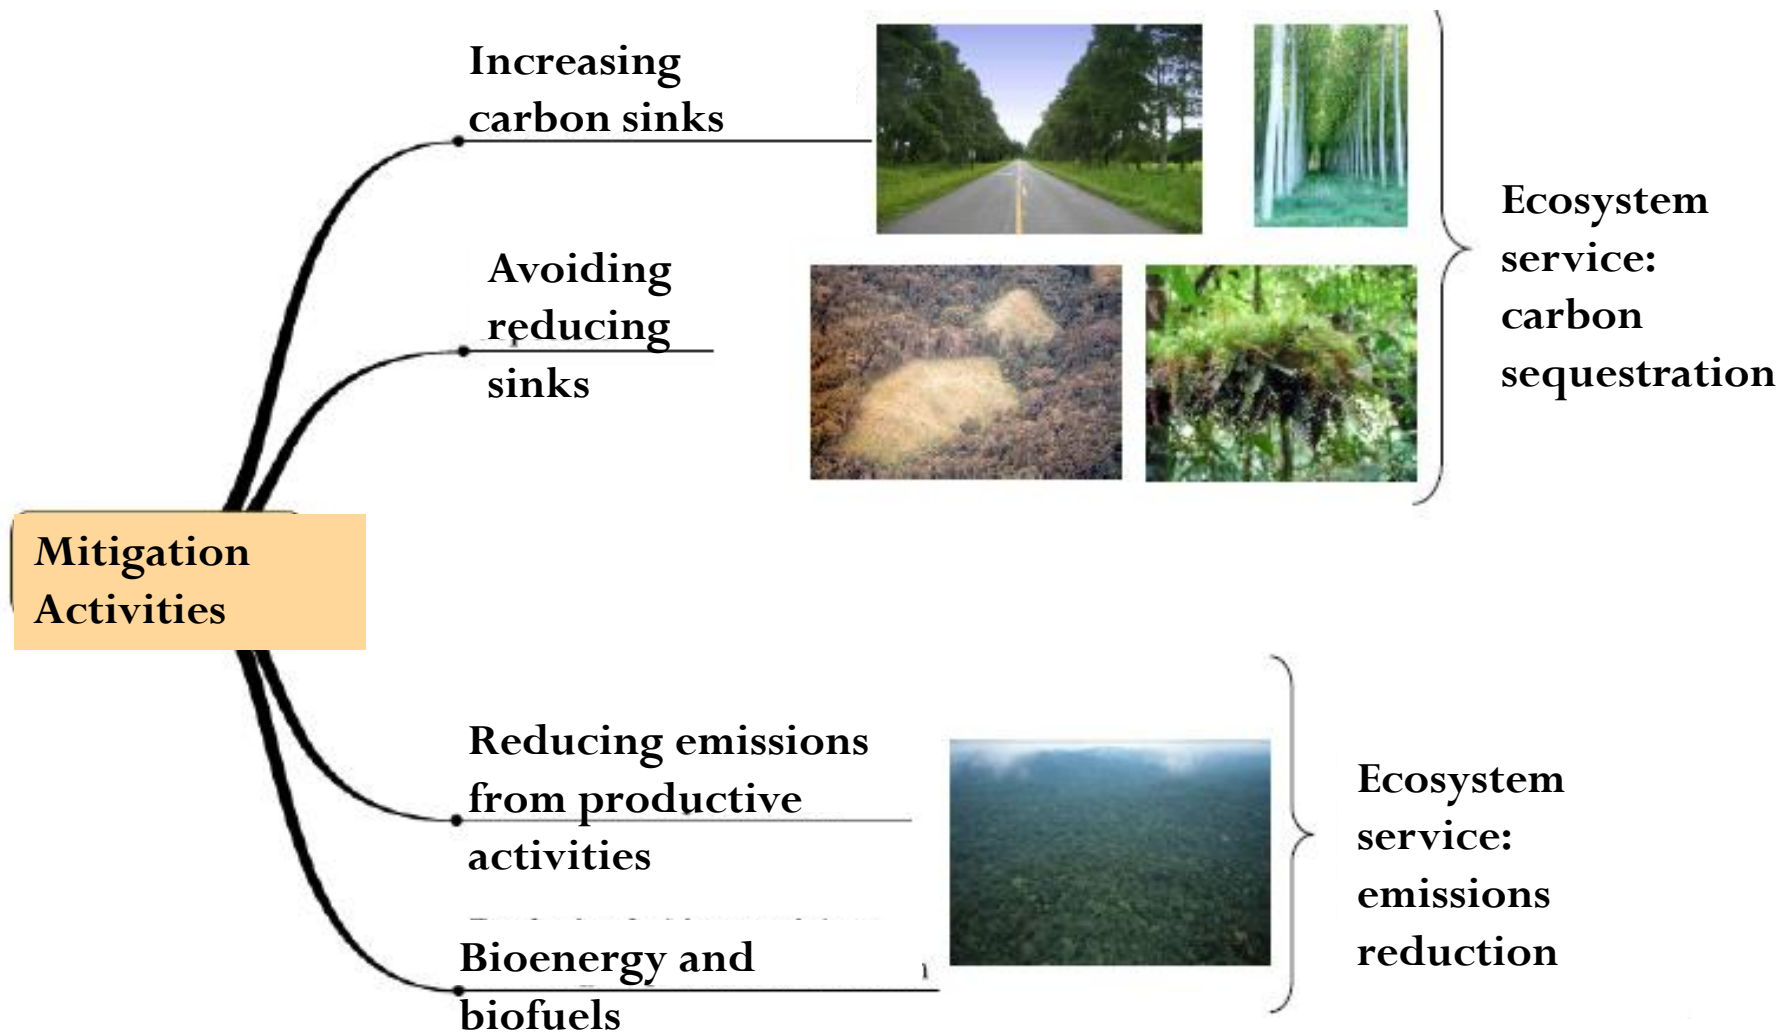 Increasing
carbon sinks
Avoiding
reducing
sinks
Ecosystem
service:
carbon
sequestration
Mitigation
Activities
Reducing emissions
from productive
activities
Bioenergy and
biofuels
Ecosystem
service:
emissions
reduction